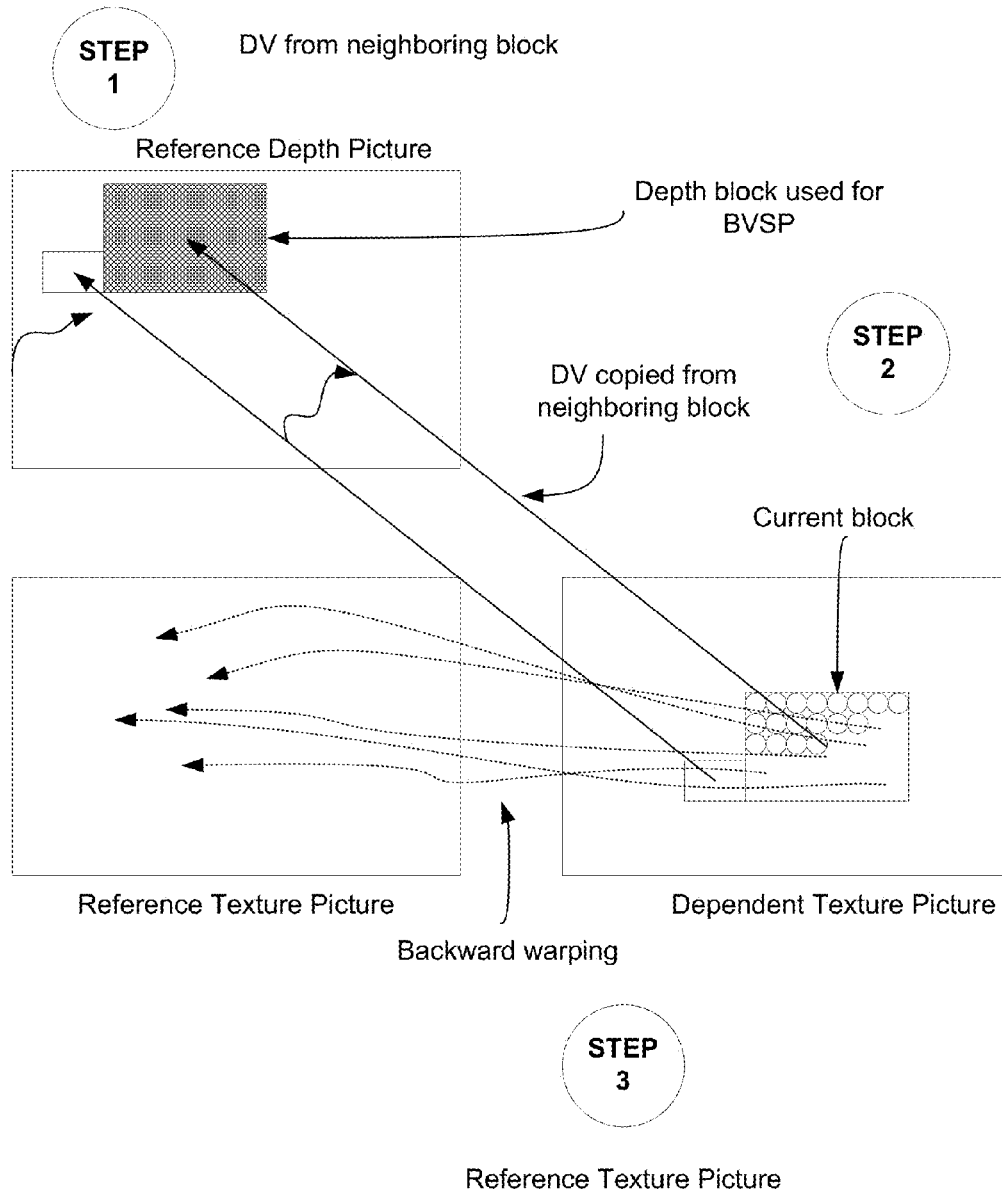 STEP
1
DV from neighboring block
Reference Depth Picture
Depth block used for
BVSP
STEP
2
DV copied from
neighboring block
Current block
Reference Texture Picture
Dependent Texture Picture
Backward warping
STEP
3
Reference Texture Picture